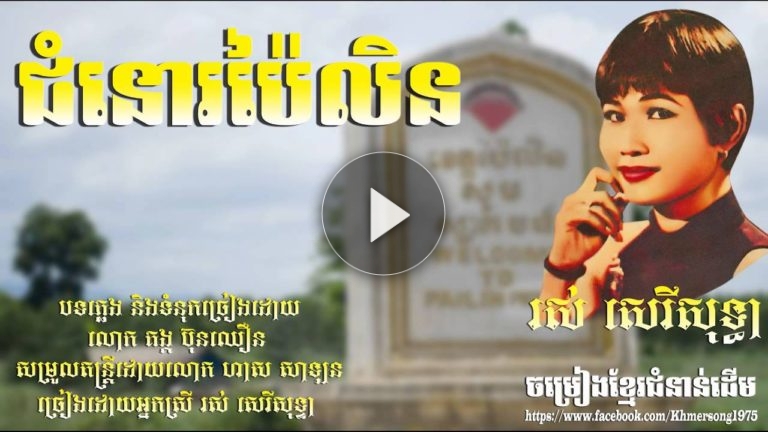 ជំនោរប៉ៃលិន
បទភ្លេង និងទំនុកច្រៀងដោយ
លោក គង្គ ប៊ុនឈឿន
សម្រួលតន្ត្រីដោយលោក ហាស សាឡន
ច្រៀងដោយអ្នកស្រី រស់ សេរីសុទ្ធា
WELCOME
TO
PAILIN
រស់ សេរីសុទ្ធា
ចម្រៀងខ្មែរជំនាន់ដើម
https://www.facebook.com/Khmersong1975